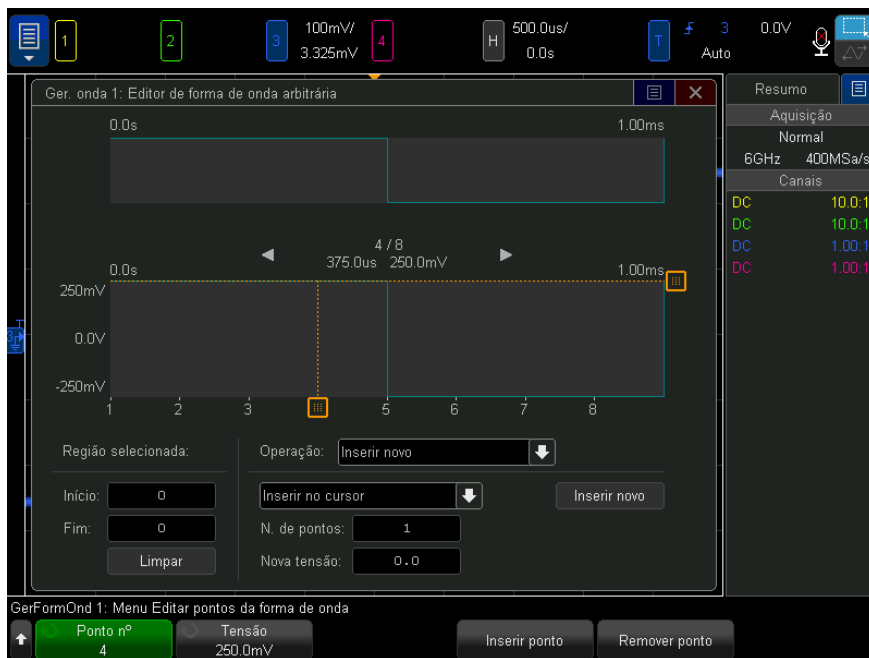 1 2 3 100mV/ 3.325mV 4 H 500.0us/ 0.0s T 3 0.0V Auto
Ger. onda 1: Editor de forma de onda arbitrária
0.0s 1.00ms
4 / 8
375.0us 250.0mV
0.0s 1.00ms
250mV
0.0V
-250mV
1 2 3 5 6 7 8
Região selecionada:
Início: 0
Fim: 0
Limpar
Operação: Inserir novo
Inserir no cursor
Inserir novo
N. de pontos: 1
Nova tensão: 0.0
Resumo
Aquisição
Normal
6GHz 400MSa/s
Canais
DC 10.0:1
DC 10.0:1
DC 1.00:1
DC 1.00:1
GerFormOnd 1: Menu Editar pontos da forma de onda
Ponto nº
4
Tensão
250.0mV
Inserir ponto
Remover ponto